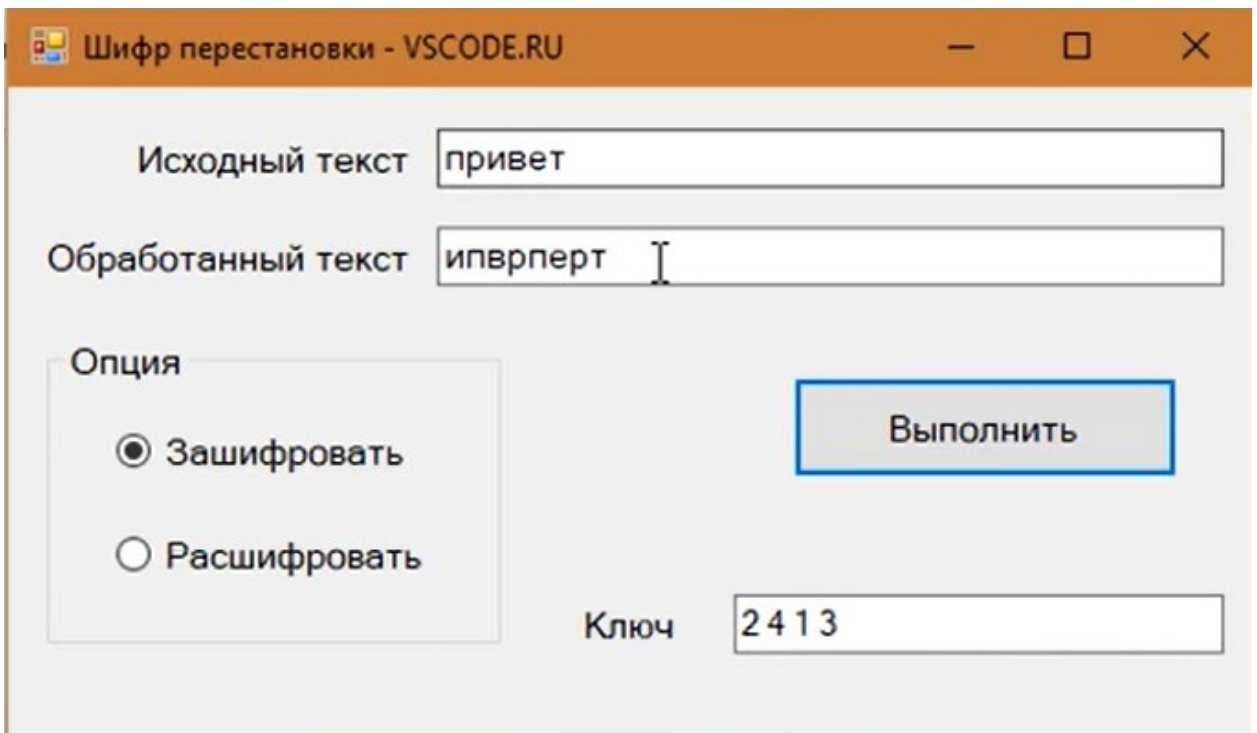 Шифр перестановки - VSCODE.RU
Исходный текст привет
Обработанный текст ипврперт
Опция
Зашифровать
Выполнить
Расшифровать
Ключ 2 4 1 3